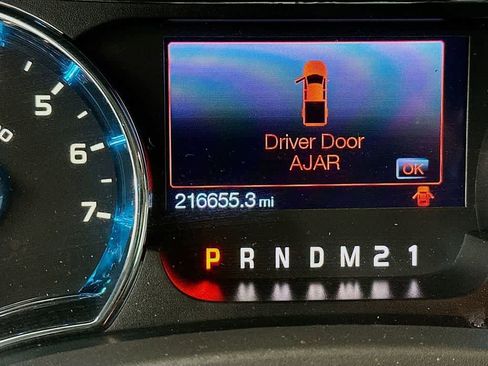 5
6
7
Driver Door
AJAR
OK
216655.3 mi
P R N D M 2 1